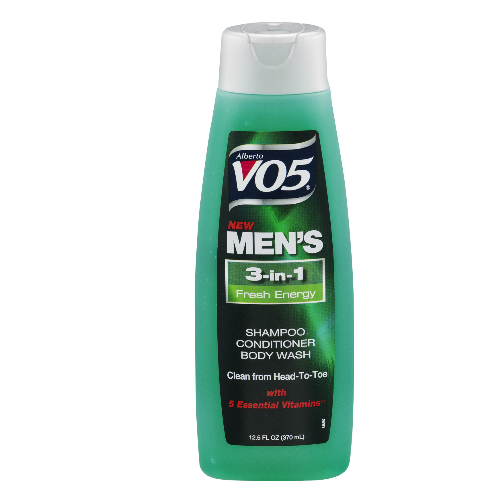 Alberto
VO5®
NEW
MEN'S
3-in-1
Fresh Energy
SHAMPOO
CONDITIONER
BODY WASH
Clean from Head-To-Toe
with
5 Essential Vitamins
12.5 FL OZ (370 mL)